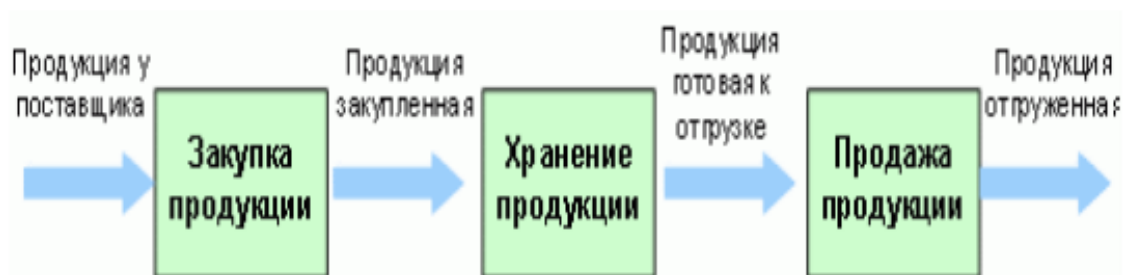 Продукция у
поставщика
Закупка
продукции
Продукция
закупленная
Хранение
продукции
Продукция
готовая к
отгрузке
Продажа
продукции
Продукция
отгруженная